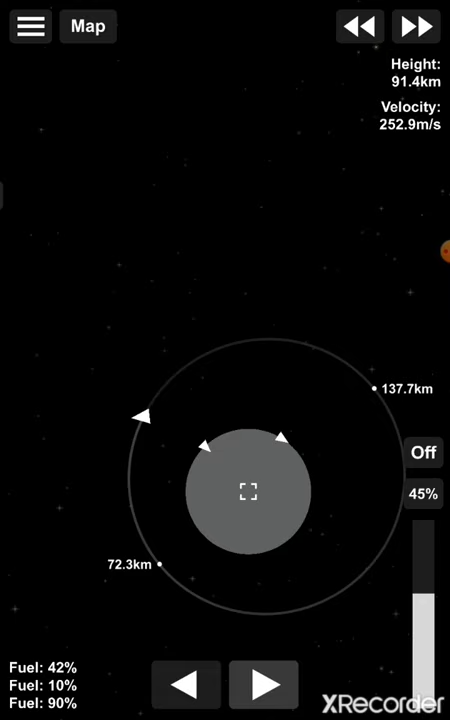 Map
Height:
91.4km
Velocity:
252.9m/s
137.7km
Off
45%
72.3km
Fuel: 42%
Fuel: 10%
Fuel: 90%
XRecorder